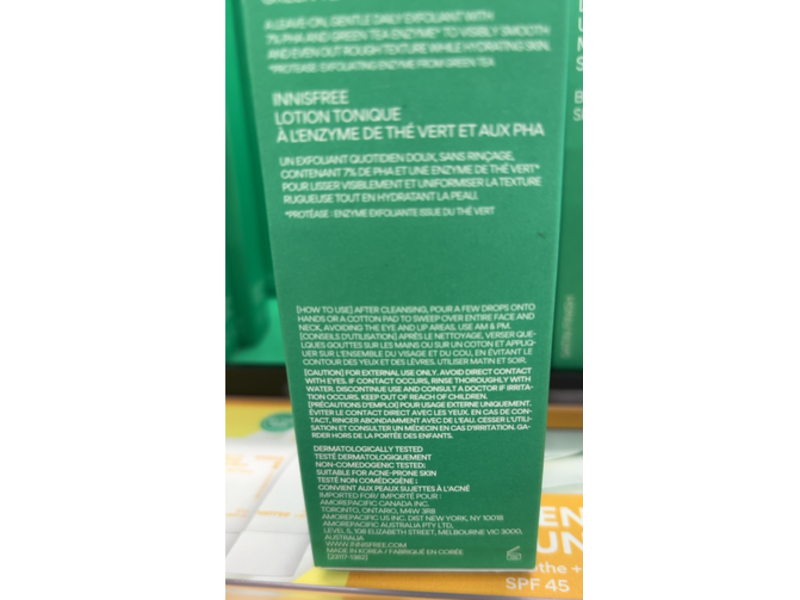 A LEAVE-ON, GENTLE DAILY EXFOLIANT WITH
7% PHA AND GREEN TEA ENZYME* TO VISIBLY SMOOTH
AND EVEN OUT ROUGH TEXTURE WHILE HYDRATING SKIN.
*PROTEASE: EXFOLIATING ENZYME FROM GREEN TEA
INNISFREE
LOTION TONIQUE
À L'ENZYME DE THÉ VERT ET AUX PHA
UN EXFOLIANT QUOTIDIEN DOUX, SANS RINÇAGE,
CONTENANT 7% DE PHA ET UNE ENZYME DE THÉ VERT*
POUR LISSER VISIBLEMENT ET UNIFORMISER LA TEXTURE
RUGUEUSE TOUT EN HYDRATANT LA PEAU.
*PROTÉASE : ENZYME EXFOLIANTE ISSUE DU THÉ VERT
[HOW TO USE] AFTER CLEANSING, POUR A FEW DROPS ONTO
HANDS OR A COTTON PAD TO SWEEP OVER ENTIRE FACE AND
NECK, AVOIDING THE EYE AND LIP AREAS. USE AM & PM.
[CONSEILS D'UTILISATION] APRÈS LE NETTOYAGE, VERSER QUE-
LQUES GOUTTES SUR LES MAINS OU SUR UN COTON ET APPLIQ-
UER SUR L'ENSEMBLE DU VISAGE ET DU COU, EN ÉVITANT LE
CONTOUR DES YEUX ET DES LÈVRES. UTILISER MATIN ET SOIR.
[CAUTION] FOR EXTERNAL USE ONLY. AVOID DIRECT CONTACT
WITH EYES. IF CONTACT OCCURS, RINSE THOROUGHLY WITH
WATER. DISCONTINUE USE AND CONSULT A DOCTOR IF IRRITA-
TION OCCURS. KEEP OUT OF REACH OF CHILDREN.
[PRÉCAUTIONS D'EMPLOI] POUR USAGE EXTERNE UNIQUEMENT.
ÉVITER LE CONTACT DIRECT AVEC LES YEUX. EN CAS DE CON-
TACT, RINCER ABONDAMMENT AVEC DE L'EAU. CESSER L'UTILI-
SATION ET CONSULTER UN MÉDECIN EN CAS D'IRRITATION. GA-
RDER HORS DE LA PORTÉE DES ENFANTS.
DERMATOLOGICALLY TESTED
TESTÉ DERMATOLOGIQUEMENT
NON-COMEDOGENIC TESTED:
SUITABLE FOR ACNE-PRONE SKIN
TESTÉ NON COMÉDOGÈNE :
CONVIENT AUX PEAUX SUJETTES À L'ACNÉ
IMPORTED FOR/ IMPORTÉ POUR :
AMOREPACIFIC CANADA INC.
TORONTO, ONTARIO, M4W 3R8
AMOREPACIFIC US INC. DIST NEW YORK, NY 10018
AMOREPACIFIC AUSTRALIA PTY LTD,
LEVEL 5, 108 ELIZABETH STREET, MELBOURNE VIC 3000,
AUSTRALIA
WWW.INNISFREE.COM
MADE IN KOREA / FABRIQUÉ EN CORÉE
EN
UN
the +
SPF 45